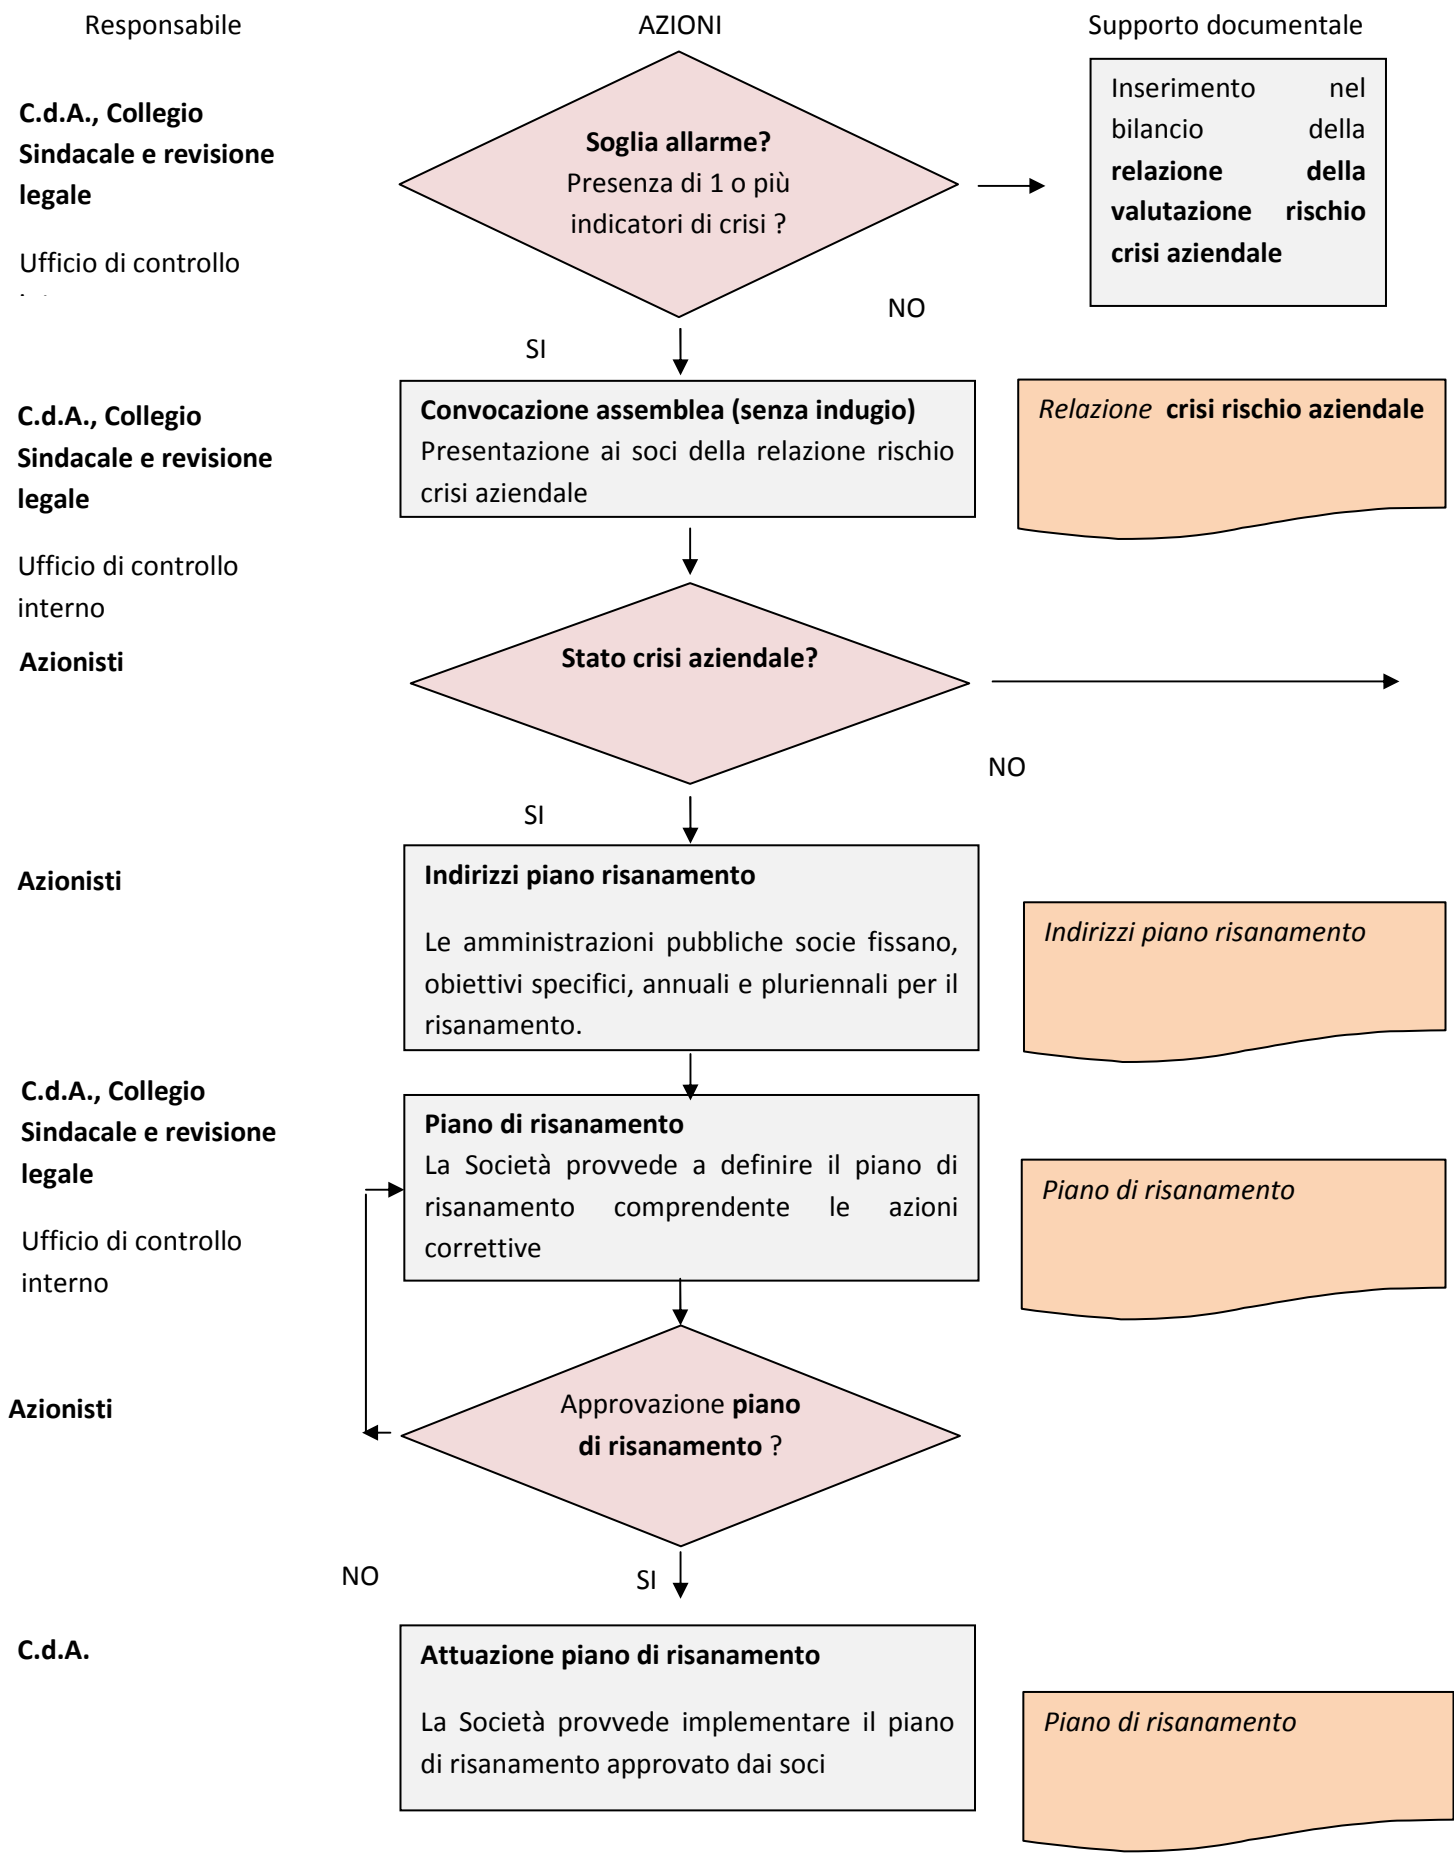 Responsabile
AZIONI
Supporto documentale
C.d.A., Collegio
Sindacale e revisione
legale
Ufficio di controllo
Soglia allarme?
Presenza di 1 o più
indicatori di crisi ?
Inserimento nel
bilancio della
relazione della
valutazione rischio
crisi aziendale
NO
SI
C.d.A., Collegio
Sindacale e revisione
legale
Ufficio di controllo
interno
Convocazione assemblea (senza indugio)
Presentazione ai soci della relazione rischio
crisi aziendale
Relazione crisi rischio aziendale
Azionisti
Stato crisi aziendale?
NO
SI
Azionisti
Indirizzi piano risanamento
Le amministrazioni pubbliche socie fissano,
obiettivi specifici, annuali e pluriennali per il
risanamento.
Indirizzi piano risanamento
C.d.A., Collegio
Sindacale e revisione
legale
Ufficio di controllo
interno
Piano di risanamento
La Società provvede a definire il piano di
risanamento comprendente le azioni
correttive
Piano di risanamento
Azionisti
Approvazione piano
di risanamento ?
NO
SI
C.d.A.
Attuazione piano di risanamento
La Società provvede implementare il piano
di risanamento approvato dai soci
Piano di risanamento